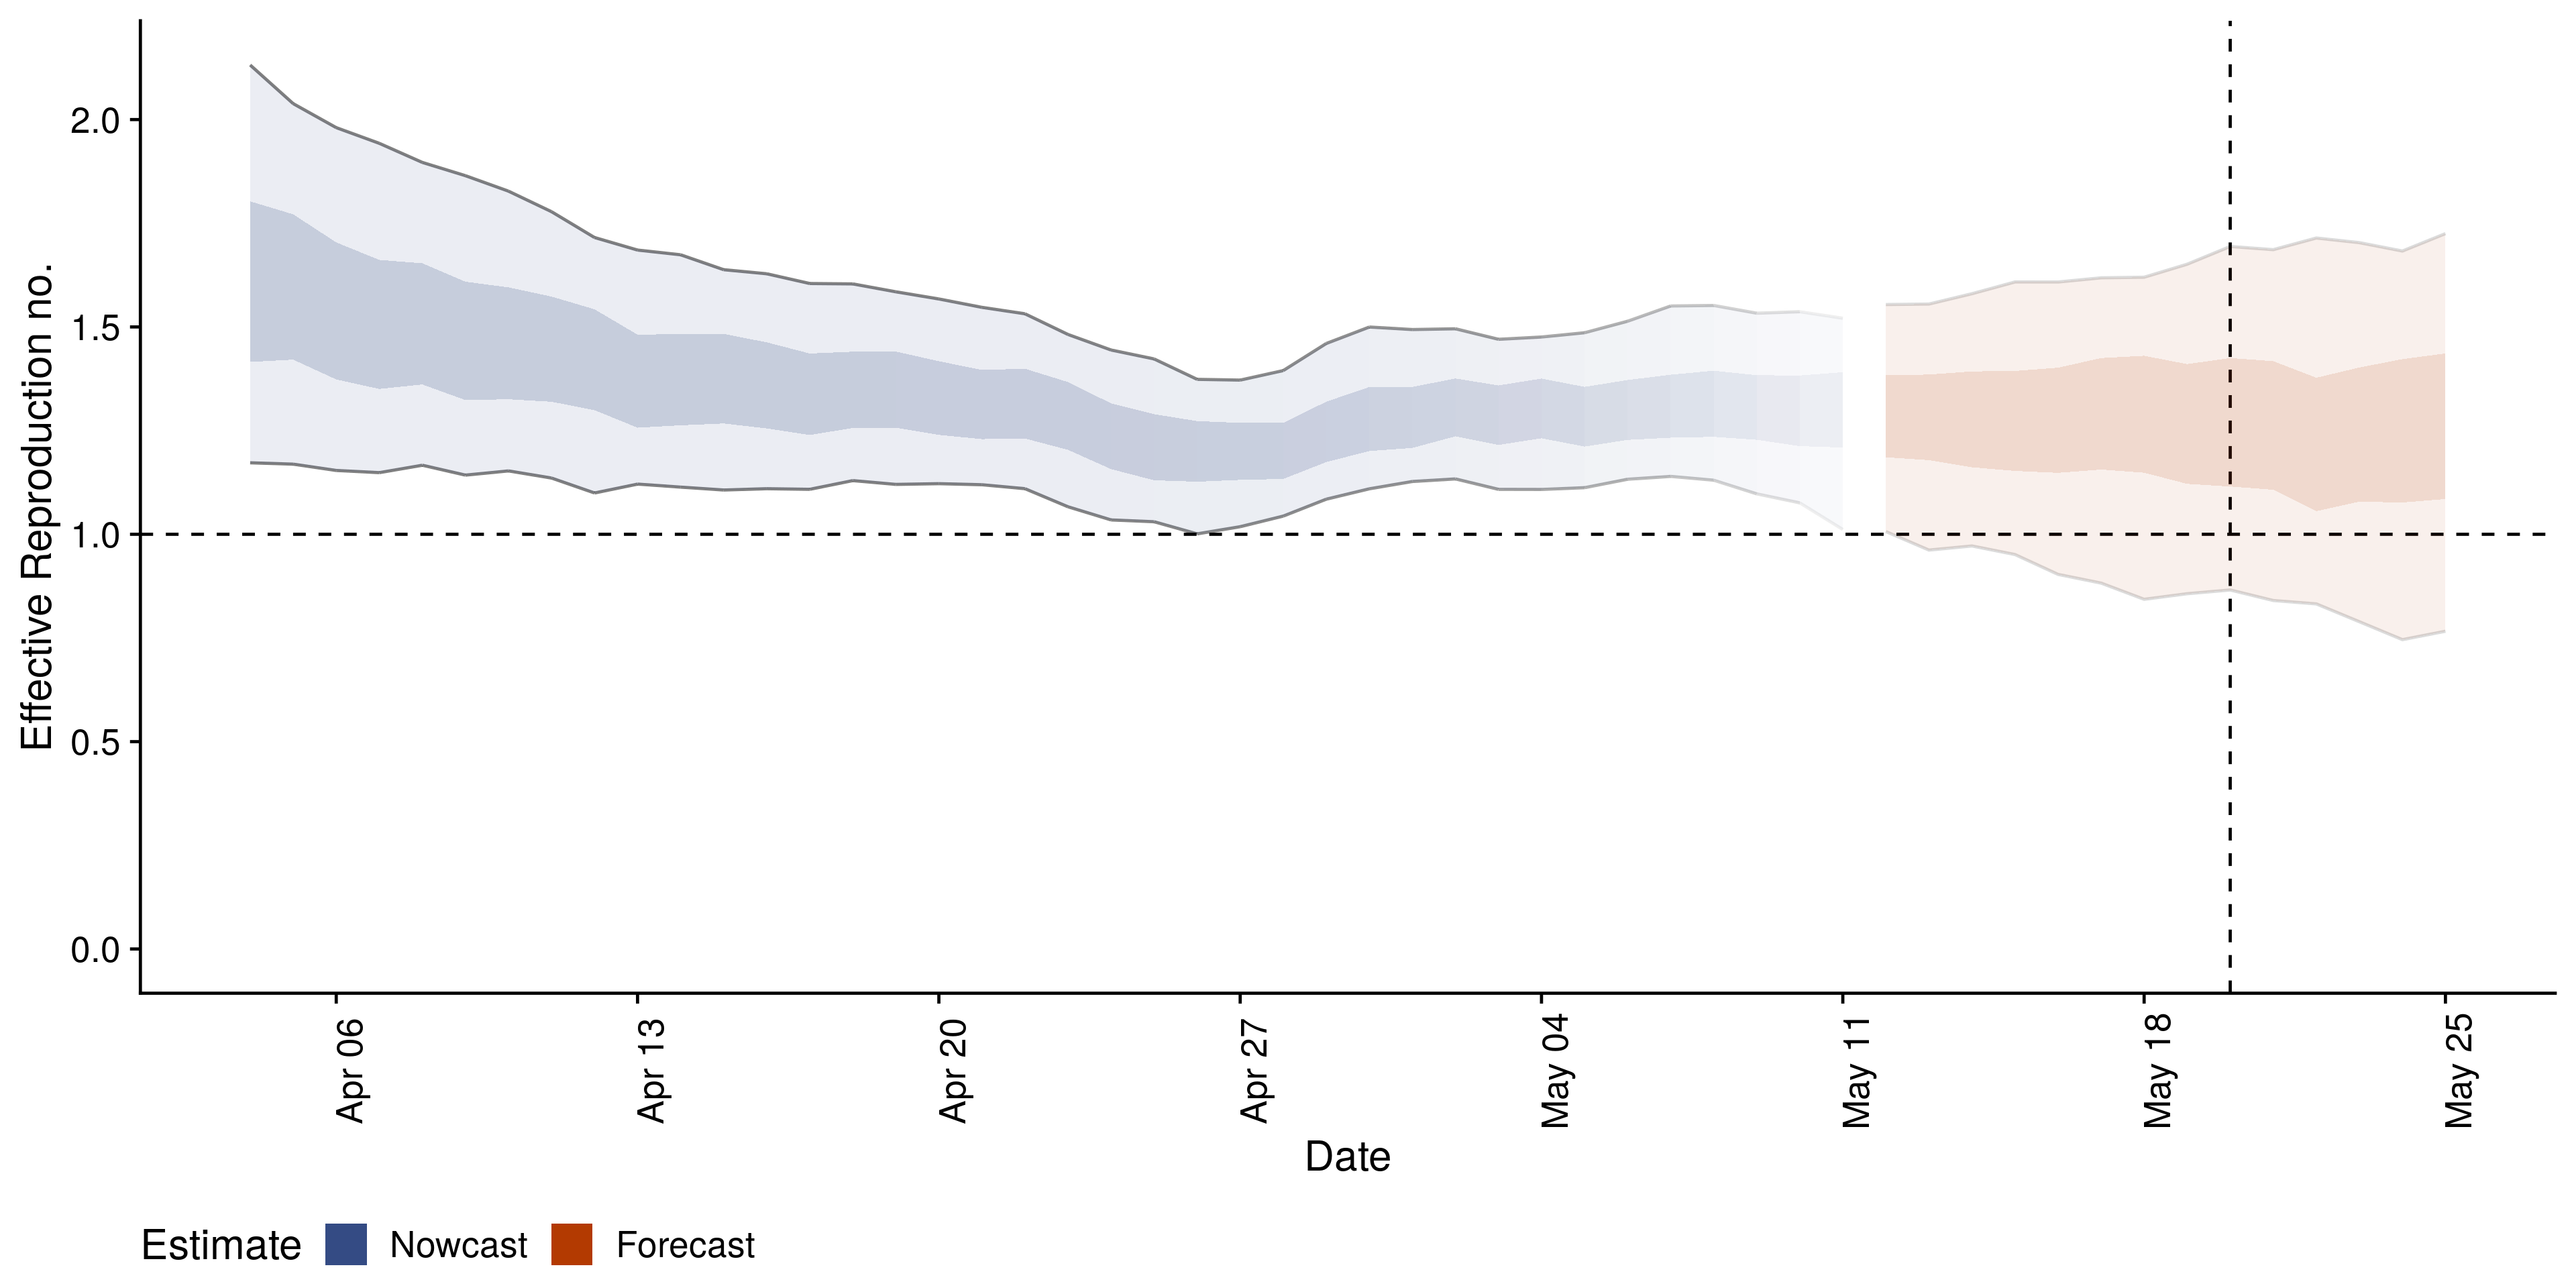 Effective Reproduction no.
2.0
1.5
1.0
0.5
0.0
Apr 06
Apr 13
Apr 20
Apr 27
May 04
May 11
May 18
May 25
Date
Estimate Nowcast Forecast